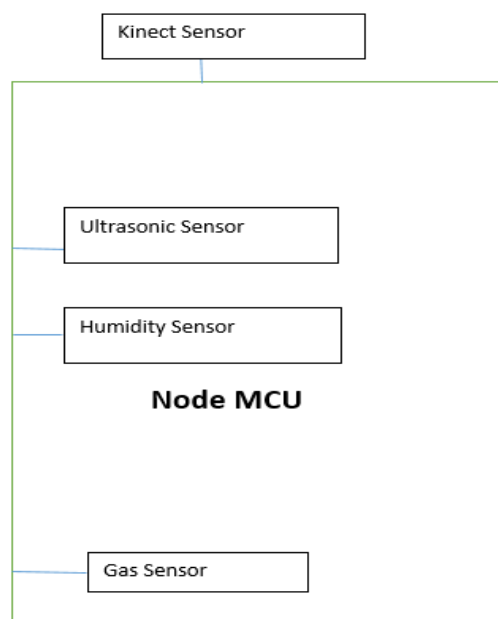 Kinect Sensor
Ultrasonic Sensor
Humidity Sensor
Node MCU
Gas Sensor